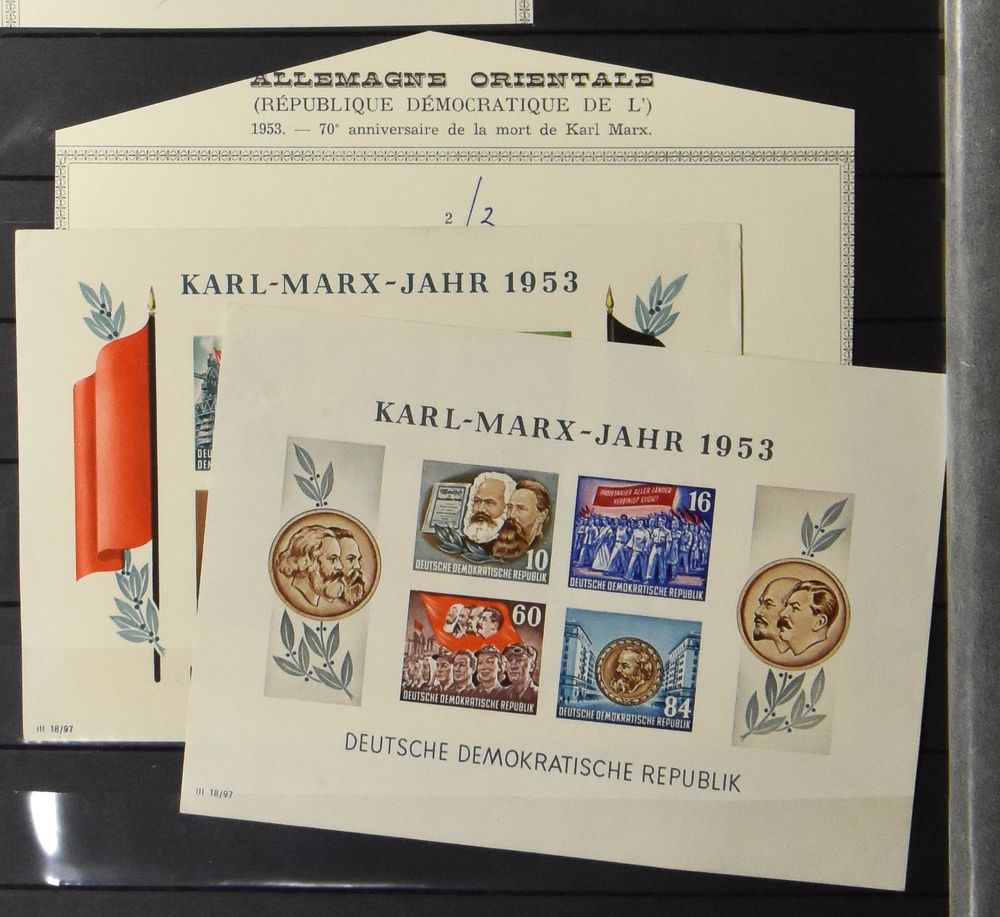 ALLEMAGNE ORIENTALE
(RÉPUBLIQUE DÉMOCRATIQUE DE L')
1953. — 70e anniversaire de la mort de Karl Marx.
2 / 2
KARL-MARX-JAHR 1953
DEU
DEM
III 18/97
KARL-MARX-JAHR 1953
10
DEUTSCHE DEMOKRATISCHE REPUBLIK
PROLETARIER ALLER LÄNDER
VEREINIGT EUCH!
16
DEUTSCHE DEMOKRATISCHE REPUBLIK
60
DEUTSCHE DEMOKRATISCHE REPUBLIK
84
DEUTSCHE DEMOKRATISCHE REPUBLIK
DEUTSCHE DEMOKRATISCHE REPUBLIK
III 18/97